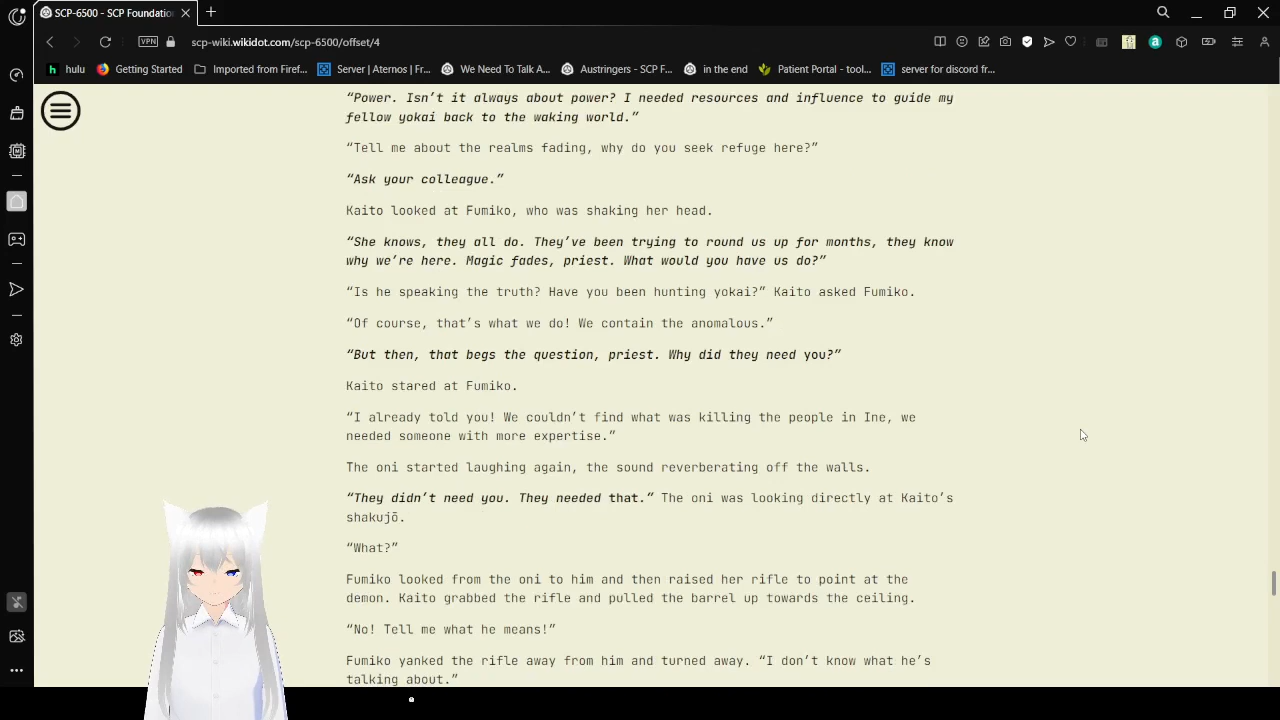 SCP-6500 - SCP Foundatio
VPN
scp-wiki.wikidot.com/scp-6500/offset/4
hulu
Getting Started
Imported from Firef...
Server | Aternos | Fr...
We Need To Talk A...
Austringers - SCP F...
in the end
Patient Portal - tool...
server for discord fr...
“Power. Isn’t it always about power? I needed resources and influence to guide my
fellow yokai back to the waking world.”
“Tell me about the realms fading, why do you seek refuge here?”
“Ask your colleague.”
Kaito looked at Fumiko, who was shaking her head.
“She knows, they all do. They’ve been trying to round us up for months, they know
why we’re here. Magic fades, priest. What would you have us do?”
“Is he speaking the truth? Have you been hunting yokai?” Kaito asked Fumiko.
“Of course, that’s what we do! We contain the anomalous.”
“But then, that begs the question, priest. Why did they need you?”
Kaito stared at Fumiko.
“I already told you! We couldn’t find what was killing the people in Ine, we
needed someone with more expertise.”
The oni started laughing again, the sound reverberating off the walls.
“They didn’t need you. They needed that.” The oni was looking directly at Kaito’s
shakujō.
“What?”
Fumiko looked from the oni to him and then raised her rifle to point at the
demon. Kaito grabbed the rifle and pulled the barrel up towards the ceiling.
“No! Tell me what he means!”
Fumiko yanked the rifle away from him and turned away. “I don’t know what he’s
talking about.”